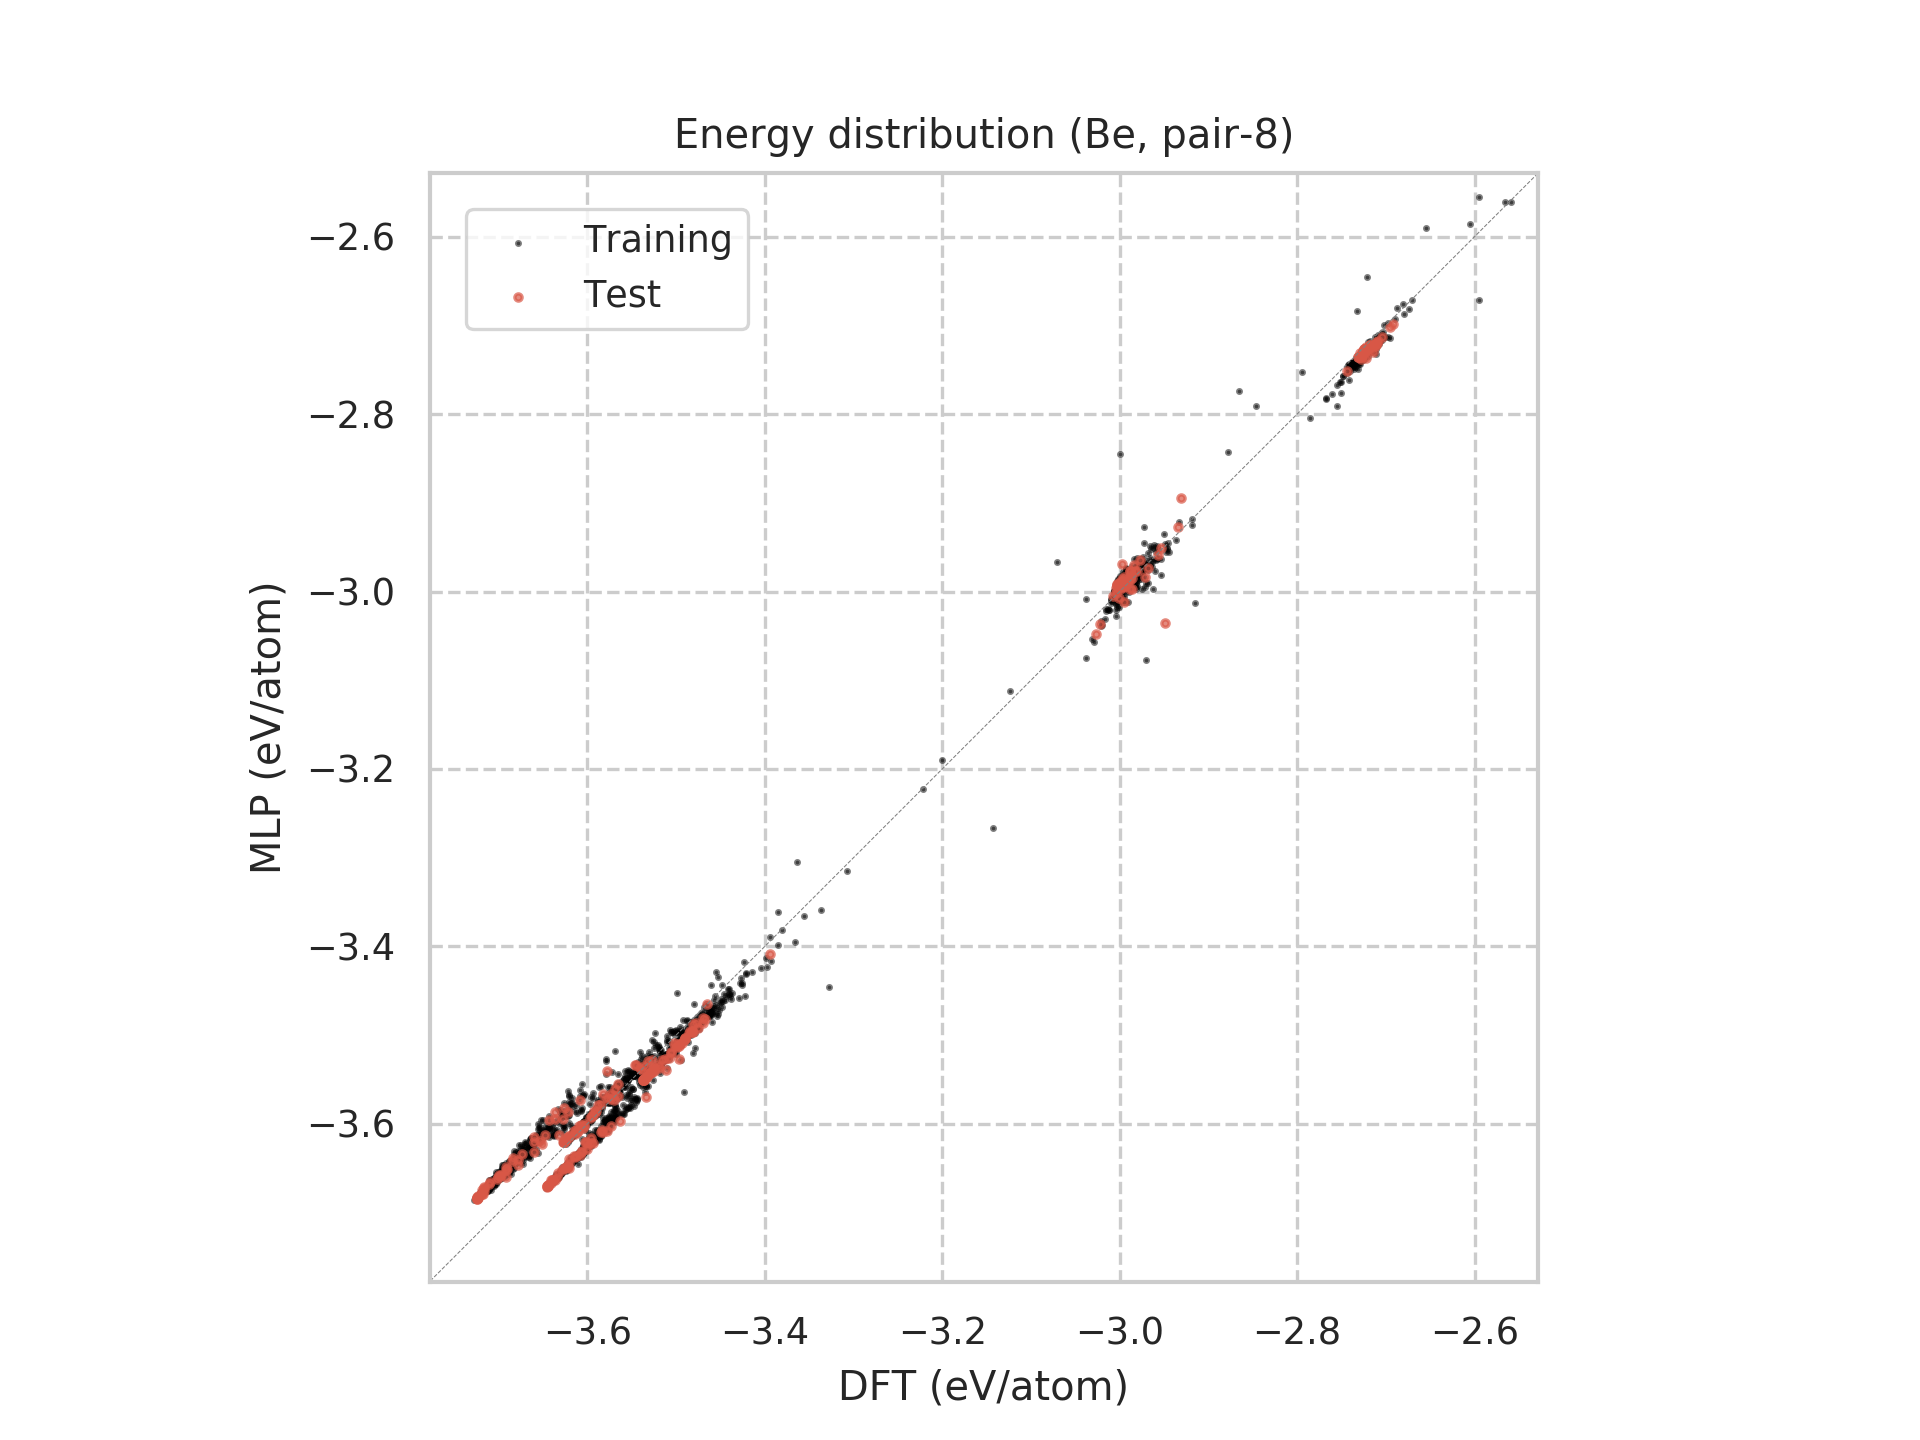 Energy distribution (Be, pair-8)
Training
Test
−2.6
−2.8
−3.0
−3.2
−3.4
−3.6
MLP (eV/atom)
−3.6 −3.4 −3.2 −3.0 −2.8 −2.6
DFT (eV/atom)